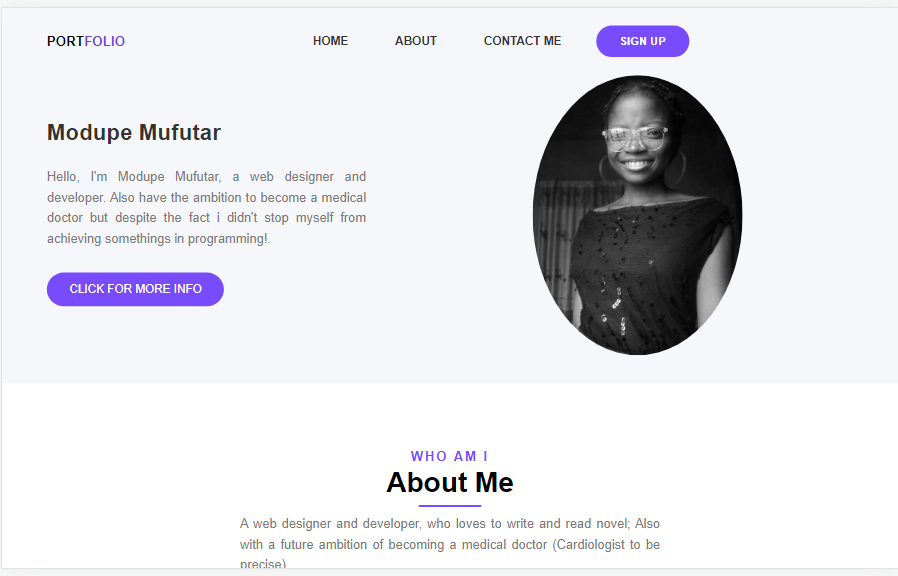 PORTFOLIO HOME ABOUT CONTACT ME SIGN UP
Modupe Mufutar
Hello, I'm Modupe Mufutar, a web designer and
developer. Also have the ambition to become a medical
doctor but despite the fact i didn't stop myself from
achieving somethings in programming!.
CLICK FOR MORE INFO
WHO AM I
About Me
A web designer and developer, who loves to write and read novel; Also
with a future ambition of becoming a medical doctor (Cardiologist to be
precise)